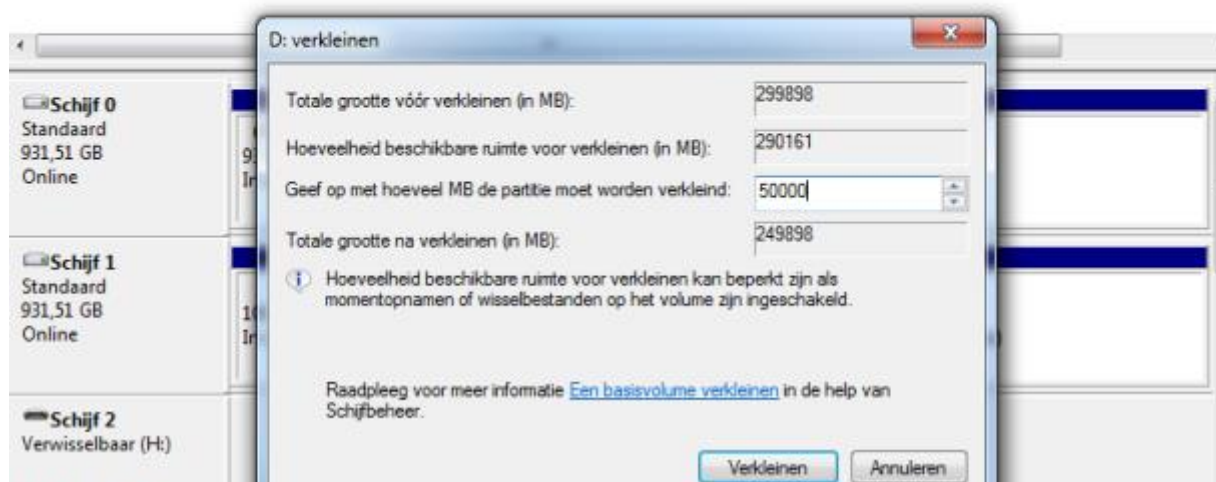 D: verkleinen
Schijf 0
Standaard
931,51 GB
Online
Totale grootte vóór verkleinen (in MB): 299898
Hoeveelheid beschikbare ruimte voor verkleinen (in MB): 290161
Geef op met hoeveel MB de partitie moet worden verkleind: 50000
Totale grootte na verkleinen (in MB): 249898
Schijf 1
Standaard
931,51 GB
Online
Hoeveelheid beschikbare ruimte voor verkleinen kan beperkt zijn als
momentopnamen of wisselbestanden op het volume zijn ingeschakeld.
Raadpleeg voor meer informatie Een basisvolume verkleinen in de help van
Schijfbeheer.
Schijf 2
Verwisselbaar (H:)
Verkleinen
Annuleren